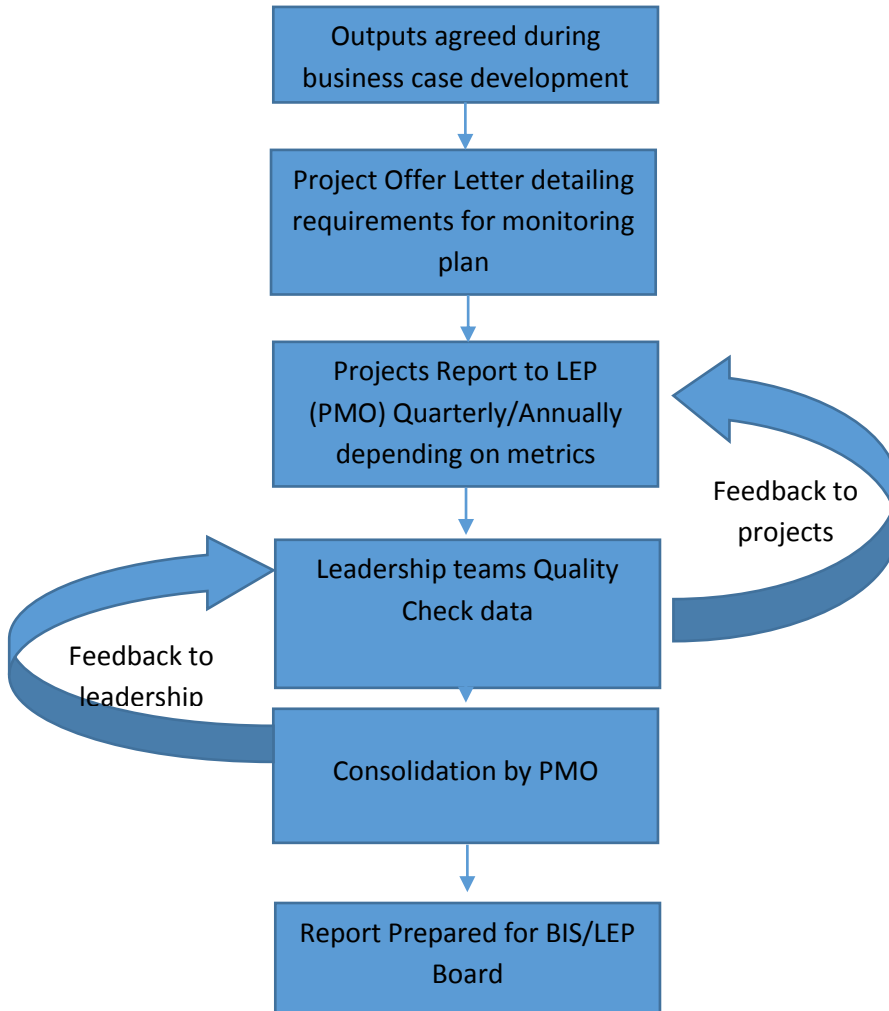 Outputs agreed during
business case development
Project Offer Letter detailing
requirements for monitoring
plan
Projects Report to LEP
(PMO) Quarterly/Annually
depending on metrics
Feedback to
projects
Leadership teams Quality
Check data
Feedback to
leadership
Consolidation by PMO
Report Prepared for BIS/LEP
Board